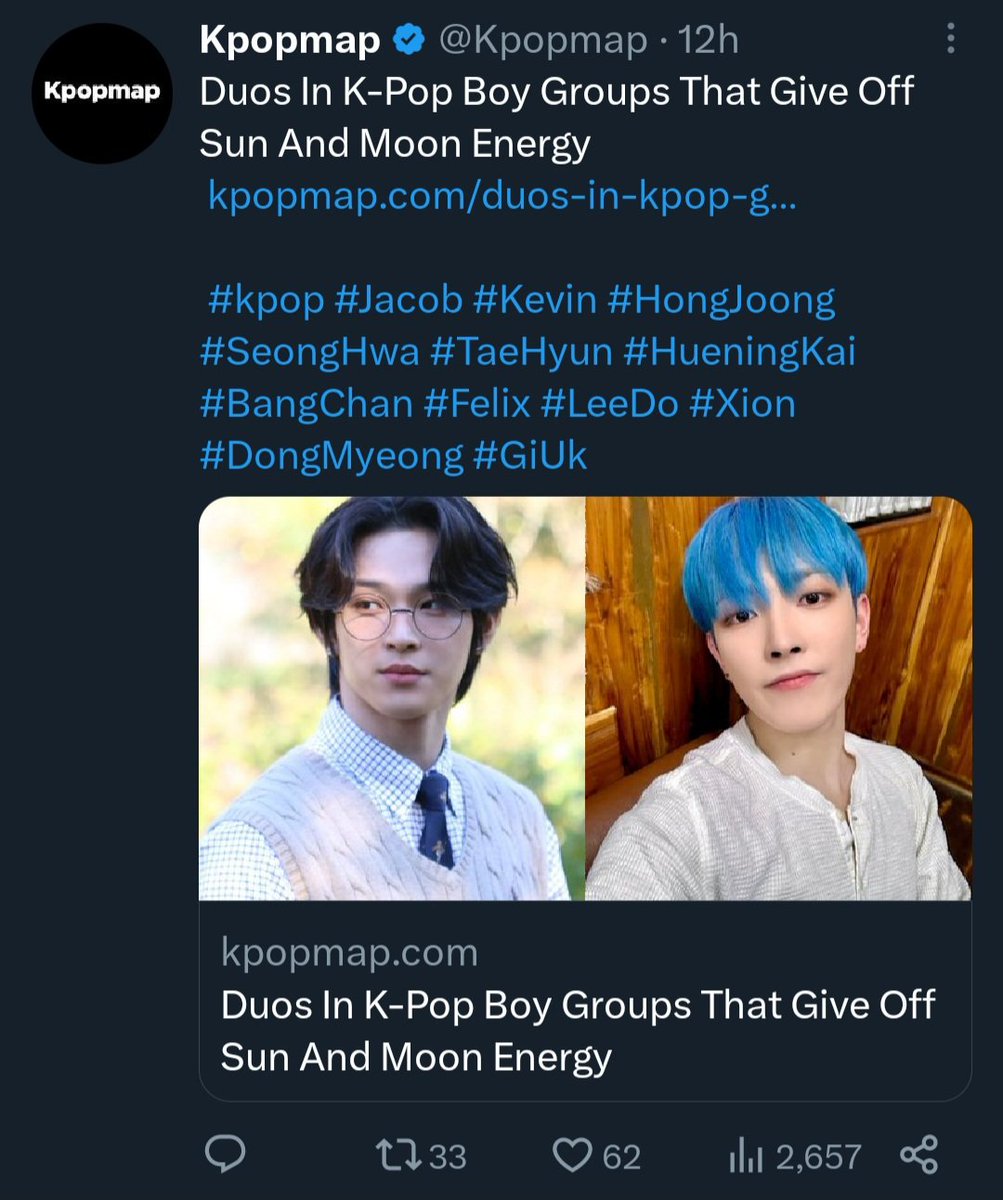 Kpopmap @Kpopmap · 12h
Kpopmap
Duos In K-Pop Boy Groups That Give Off
Sun And Moon Energy
kpopmap.com/duos-in-kpop-g...
#kpop #Jacob #Kevin #HongJoong
#SeongHwa #TaeHyun #HueningKai
#BangChan #Felix #LeeDo #Xion
#DongMyeong #GiUk
kpopmap.com
Duos In K-Pop Boy Groups That Give Off
Sun And Moon Energy
33 62 2,657